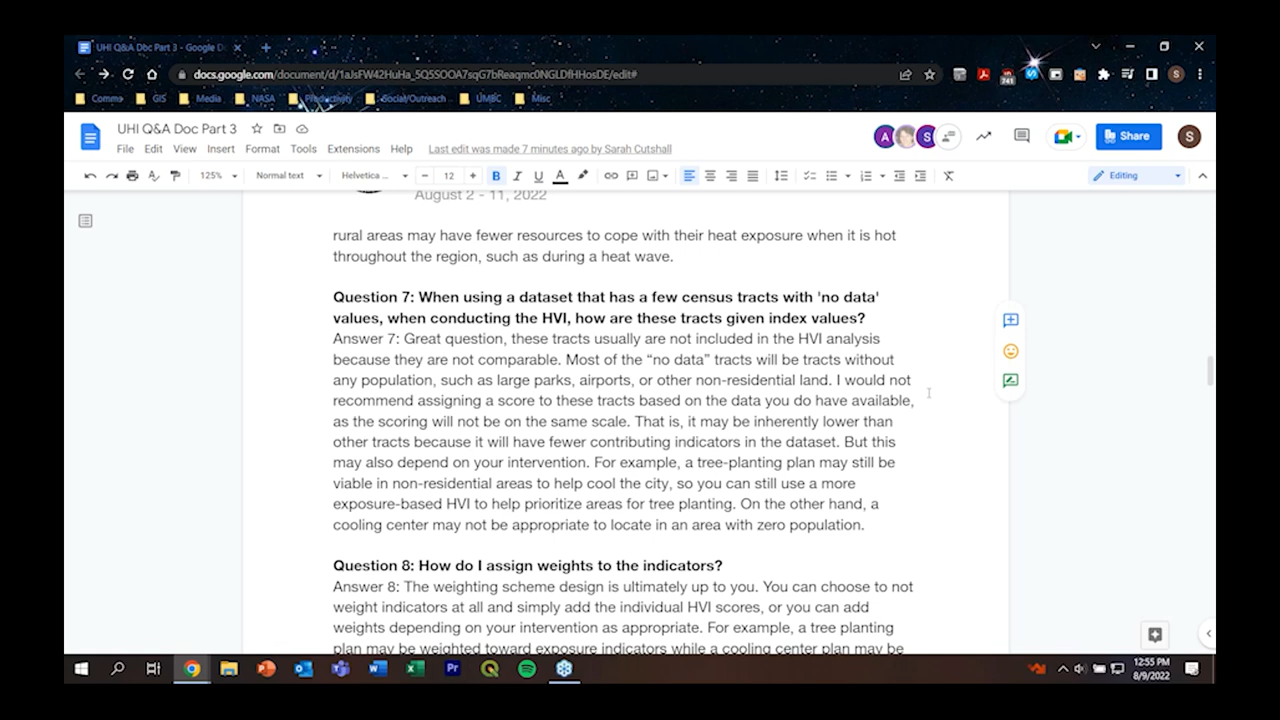 UHI Q&A Doc Part 3 - Google D
docs.google.com/document/d/1aJsFW42HuHa_5Q5SOOA7sqG7bReaqmc0NGLDfHHosDE/edit#
741
S
Comms GIS Media NASA Productivity Social/Outreach UMBC Misc
UHI Q&A Doc Part 3
File Edit View Insert Format Tools Extensions Help Last edit was made 7 minutes ago by Sarah Cutshall
A S Share S
125% Normal text Helvetica ... 12 B I U A Editing
August 2 - 11, 2022
rural areas may have fewer resources to cope with their heat exposure when it is hot
throughout the region, such as during a heat wave.
Question 7: When using a dataset that has a few census tracts with 'no data'
values, when conducting the HVI, how are these tracts given index values?
Answer 7: Great question, these tracts usually are not included in the HVI analysis
because they are not comparable. Most of the “no data” tracts will be tracts without
any population, such as large parks, airports, or other non-residential land. I would not
recommend assigning a score to these tracts based on the data you do have available,
as the scoring will not be on the same scale. That is, it may be inherently lower than
other tracts because it will have fewer contributing indicators in the dataset. But this
may also depend on your intervention. For example, a tree-planting plan may still be
viable in non-residential areas to help cool the city, so you can still use a more
exposure-based HVI to help prioritize areas for tree planting. On the other hand, a
cooling center may not be appropriate to locate in an area with zero population.
Question 8: How do I assign weights to the indicators?
Answer 8: The weighting scheme design is ultimately up to you. You can choose to not
weight indicators at all and simply add the individual HVI scores, or you can add
weights depending on your intervention as appropriate. For example, a tree planting
plan may be weighted toward exposure indicators while a cooling center plan may be
12:55 PM
8/9/2022